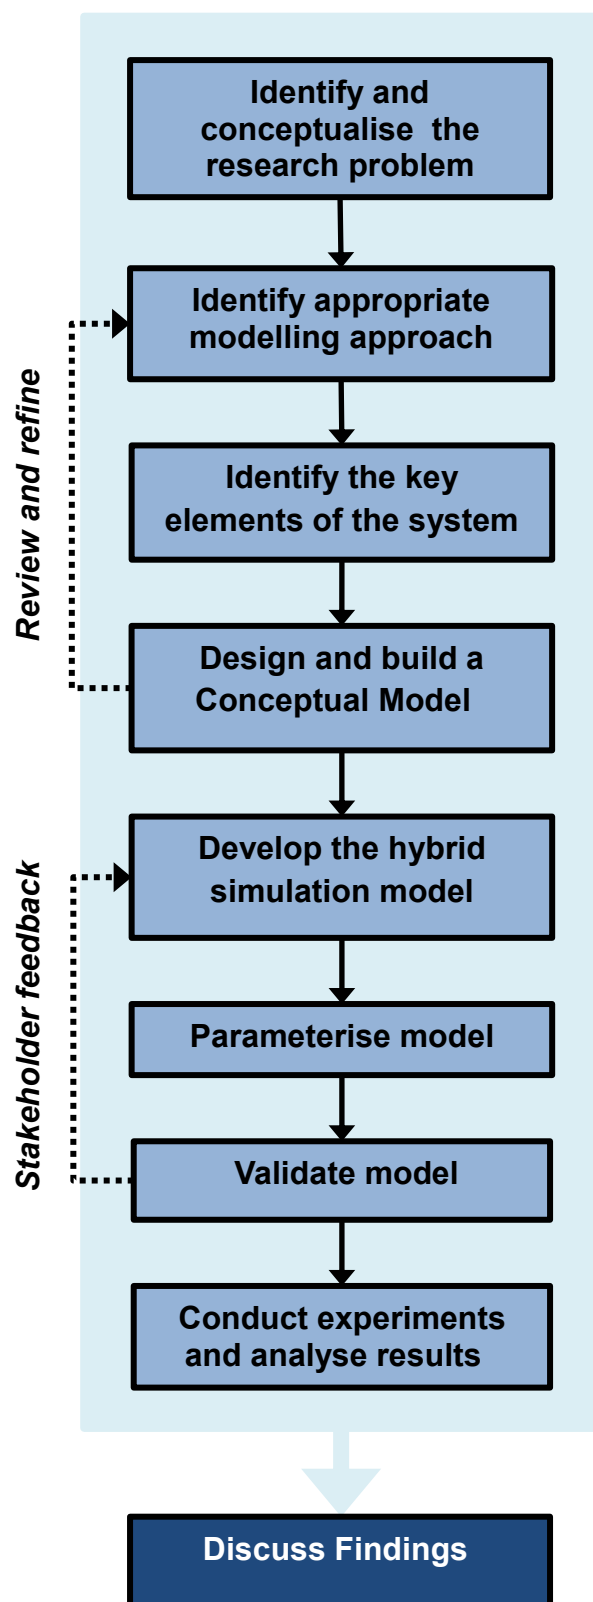 Identify and
conceptualise the
research problem
Identify appropriate
modelling approach
Review and refine
Identify the key
elements of the system
Design and build a
Conceptual Model
Develop the hybrid
simulation model
Stakeholder feedback
Parameterise model
Validate model
Conduct experiments
and analyse results
Discuss Findings